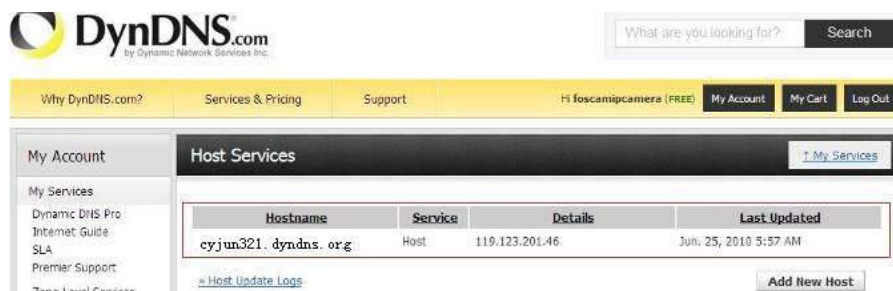 DynDNS.com
by Dynamic Network Services Inc.
What are you looking for?
Search
Why DynDNS.com?
Services & Pricing
Support
Hi foscamipcamera (FREE)
My Account
My Cart
Log Out
My Account
Host Services
↑ My Services
My Services
Dynamic DNS Pro
Internet Guide
SLA
Premier Support
Zone Level Services
Hostname Service Details Last Updated
cyjun321.dyndns.org Host 119.123.201.46 Jun. 25, 2010 5:57 AM
» Host Update Logs
Add New Host